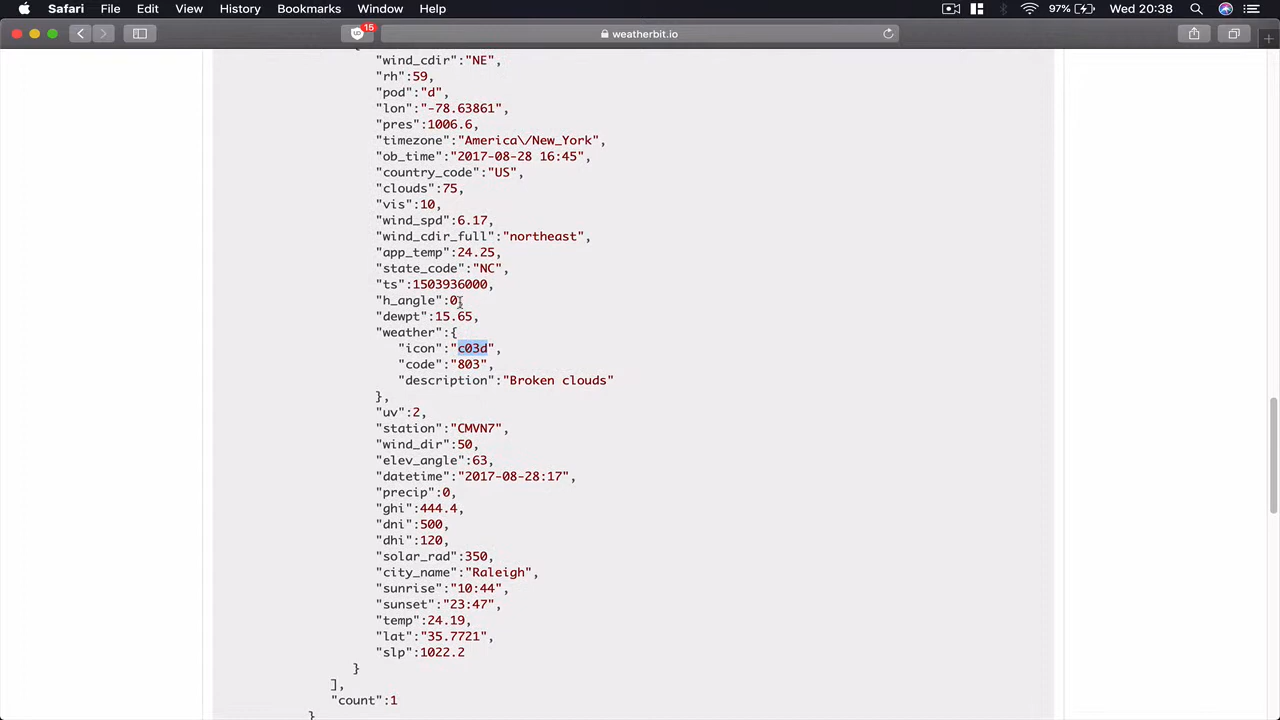 Safari File Edit View History Bookmarks Window Help 97% Wed 20:38
15 weatherbit.io
"wind_cdir":"NE",
"rh":59,
"pod":"d",
"lon":"-78.63861",
"pres":1006.6,
"timezone":"America\/New_York",
"ob_time":"2017-08-28 16:45",
"country_code":"US",
"clouds":75,
"vis":10,
"wind_spd":6.17,
"wind_cdir_full":"northeast",
"app_temp":24.25,
"state_code":"NC",
"ts":1503936000,
"h_angle":0,
"dewpt":15.65,
"weather":{
"icon":"c03d",
"code":"803",
"description":"Broken clouds"
},
"uv":2,
"station":"CMVN7",
"wind_dir":50,
"elev_angle":63,
"datetime":"2017-08-28:17",
"precip":0,
"ghi":444.4,
"dni":500,
"dhi":120,
"solar_rad":350,
"city_name":"Raleigh",
"sunrise":"10:44",
"sunset":"23:47",
"temp":24.19,
"lat":"35.7721",
"slp":1022.2
}
],
"count":1
}